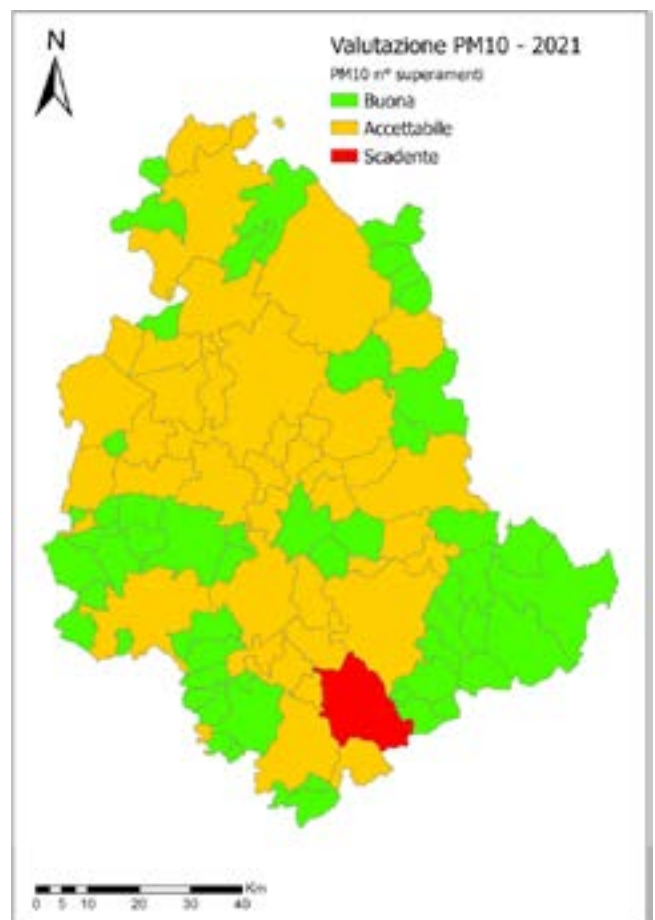 N
Valutazione PM10 - 2021
PM10 n° superamenti
Buona
Accettabile
Scadente
Km
0 5 10 20 30 40